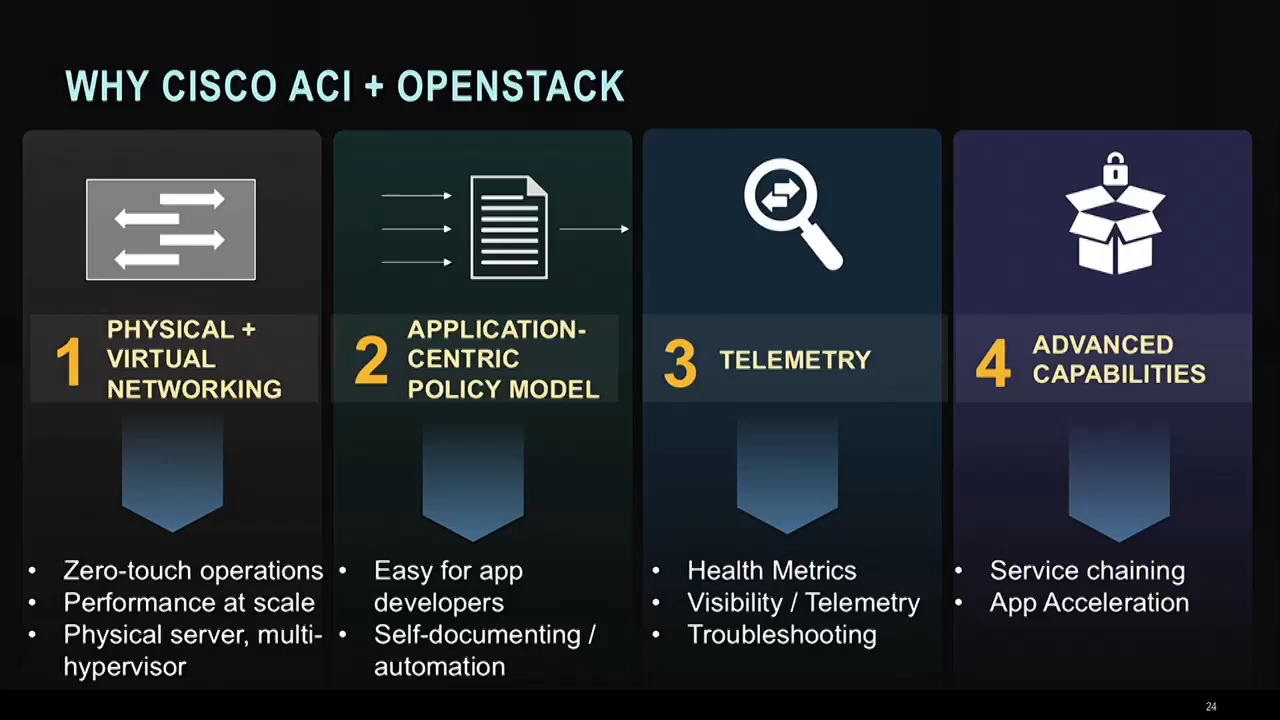 WHY CISCO ACI + OPENSTACK
1
PHYSICAL +
VIRTUAL
NETWORKING
• Zero-touch operations
• Performance at scale
• Physical server, multi-
hypervisor
2
APPLICATION-
CENTRIC
POLICY MODEL
• Easy for app
developers
• Self-documenting /
automation
3
TELEMETRY
• Health Metrics
• Visibility / Telemetry
• Troubleshooting
4
ADVANCED
CAPABILITIES
• Service chaining
• App Acceleration
24